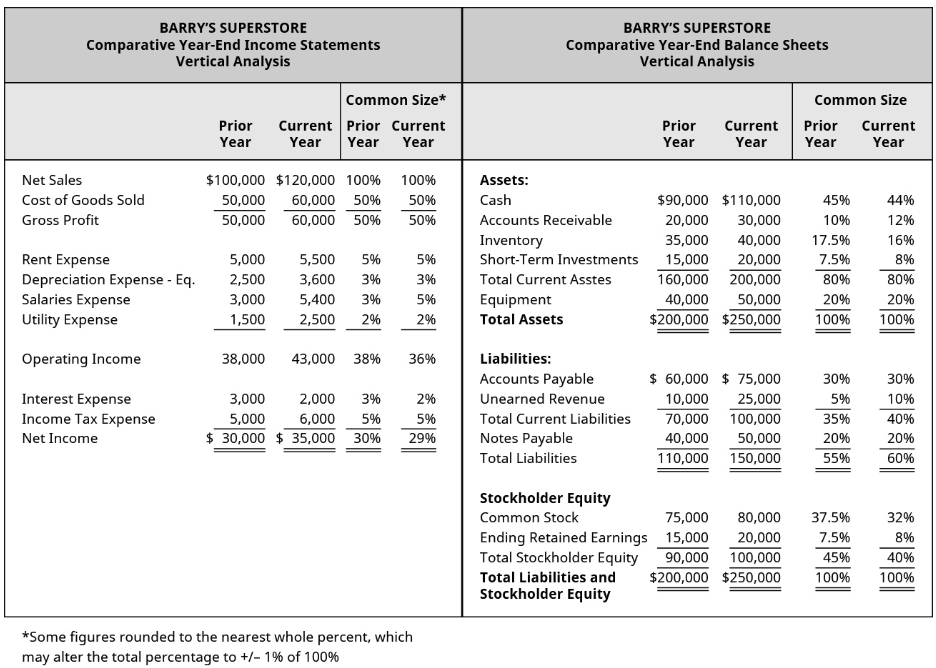 BARRY'S SUPERSTORE
Comparative Year-End Income Statements
Vertical Analysis
Common Size*
Prior Year Current Year Prior Year Current Year
Net Sales $100,000 $120,000 100% 100%
Cost of Goods Sold 50,000 60,000 50% 50%
Gross Profit 50,000 60,000 50% 50%
Rent Expense 5,000 5,500 5% 5%
Depreciation Expense - Eq. 2,500 3,600 3% 3%
Salaries Expense 3,000 5,400 3% 5%
Utility Expense 1,500 2,500 2% 2%
Operating Income 38,000 43,000 38% 36%
Interest Expense 3,000 2,000 3% 2%
Income Tax Expense 5,000 6,000 5% 5%
Net Income $ 30,000 $ 35,000 30% 29%
BARRY'S SUPERSTORE
Comparative Year-End Balance Sheets
Vertical Analysis
Common Size
Prior Year Current Year Prior Year Current Year
Assets:
Cash $90,000 $110,000 45% 44%
Accounts Receivable 20,000 30,000 10% 12%
Inventory 35,000 40,000 17.5% 16%
Short-Term Investments 15,000 20,000 7.5% 8%
Total Current Asstes 160,000 200,000 80% 80%
Equipment 40,000 50,000 20% 20%
Total Assets $200,000 $250,000 100% 100%
Liabilities:
Accounts Payable $ 60,000 $ 75,000 30% 30%
Unearned Revenue 10,000 25,000 5% 10%
Total Current Liabilities 70,000 100,000 35% 40%
Notes Payable 40,000 50,000 20% 20%
Total Liabilities 110,000 150,000 55% 60%
Stockholder Equity
Common Stock 75,000 80,000 37.5% 32%
Ending Retained Earnings 15,000 20,000 7.5% 8%
Total Stockholder Equity 90,000 100,000 45% 40%
Total Liabilities and $200,000 $250,000 100% 100%
Stockholder Equity
*Some figures rounded to the nearest whole percent, which
may alter the total percentage to +/– 1% of 100%